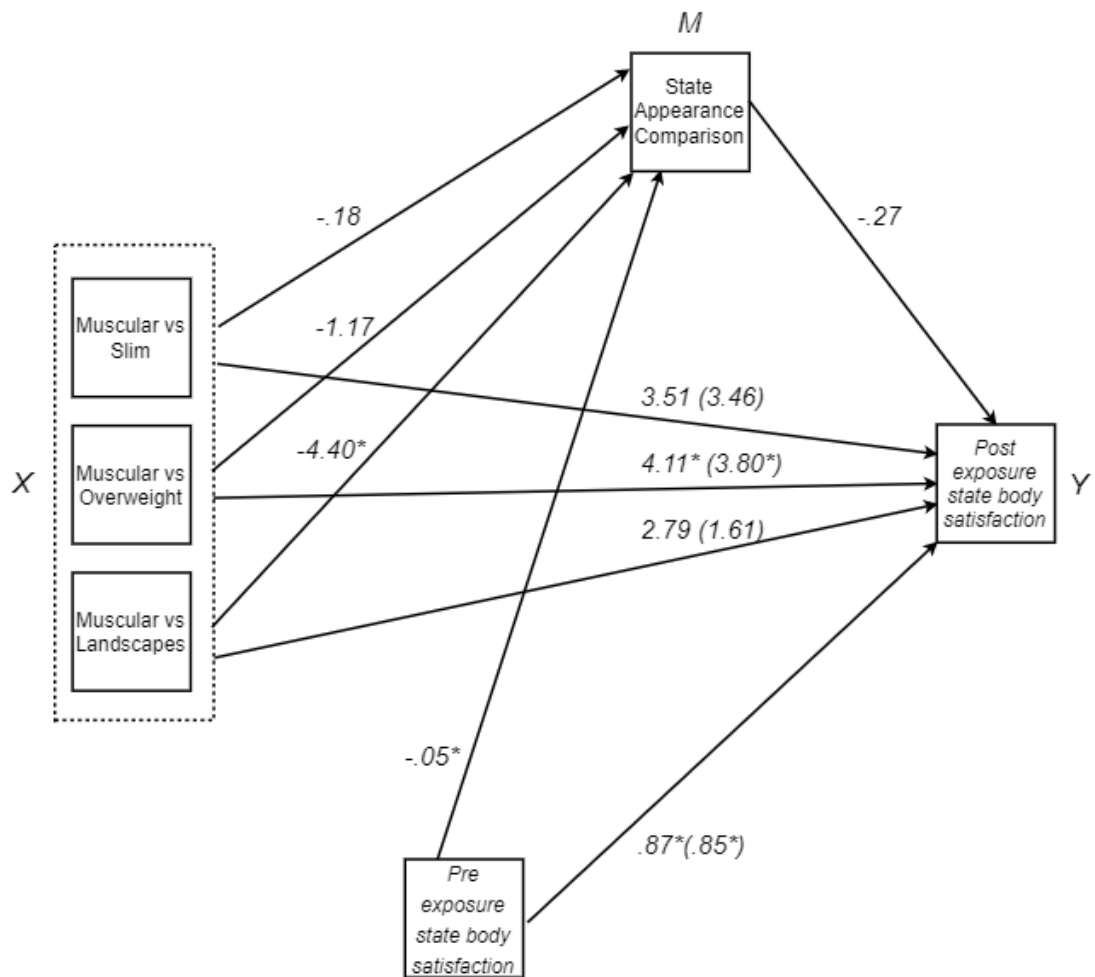 M
State
Appearance
Comparison
-.18
-.27
-1.17
Muscular vs
Slim
3.51 (3.46)
-4.40*
4.11* (3.80*)
X
Muscular vs
Overweight
Post
exposure
state body
satisfaction
Y
2.79 (1.61)
Muscular vs
Landscapes
-.05*
.87*(.85*)
Pre
exposure
state body
satisfaction